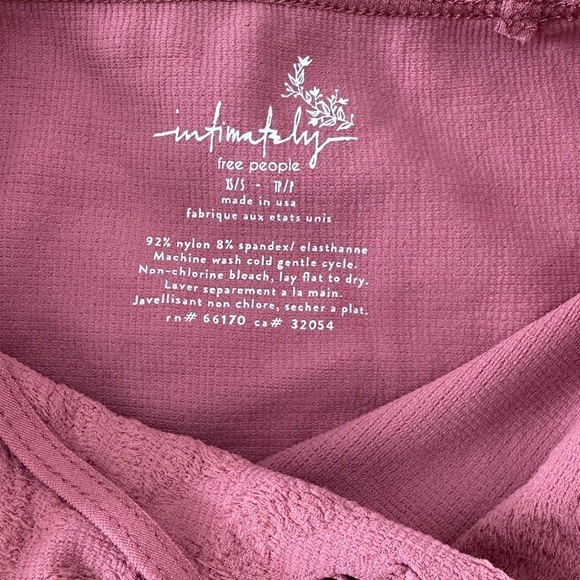 intimately
free people
XS/S - TP/P
made in usa
fabrique aux etats unis
92% nylon 8% spandex/ elasthanne
Machine wash cold gentle cycle.
Non-chlorine bleach, lay flat to dry.
Laver separement a la main.
Javellisant non chlore, secher a plat.
rn# 66170 ca# 32054